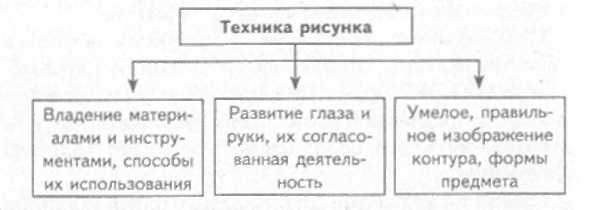 Техника рисунка
Владение матери-
алами и инстру-
ментами, способы
их использования
Развитие глаза и
руки, их согласо-
ванная деятель-
ность
Умелое, правиль-
ное изображение
контура, формы
предмета